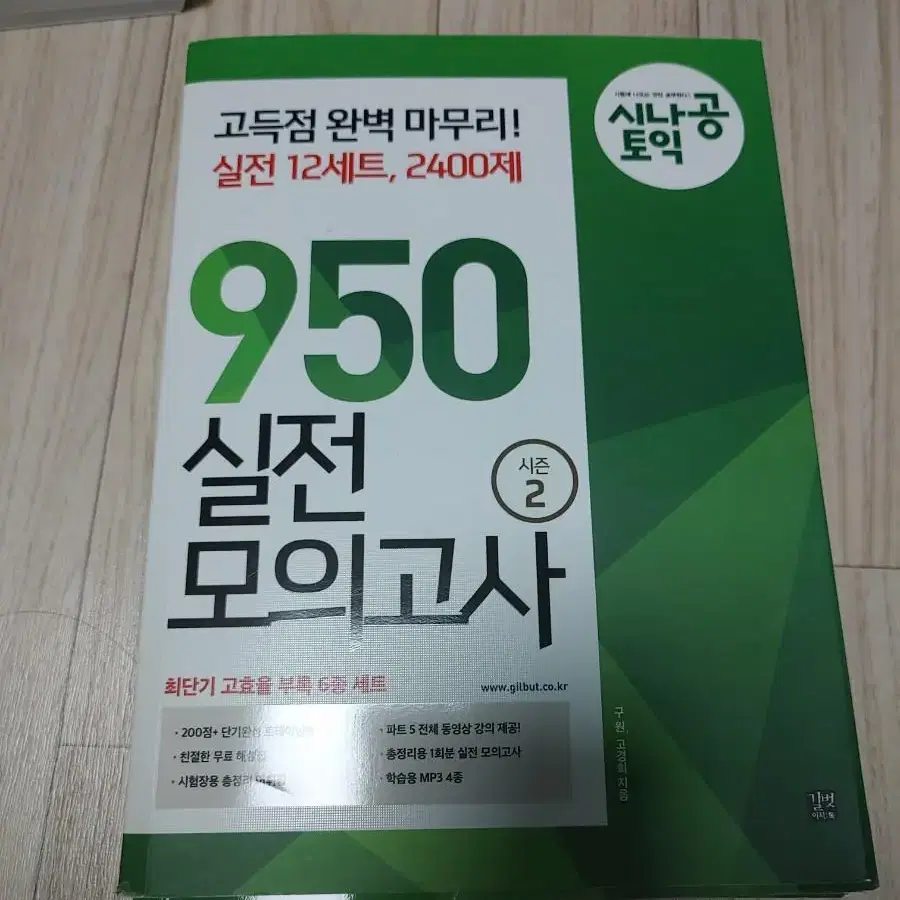 고득점 완벽 마무리!
실전 12세트, 2400제
시나공
토익
950
실전
모의고사
시즌
2
최단기 고효율 부록 6종 세트
www.gilbut.co.kr
· 200점+ 단기완성
· 친절한 무료
· 시험장용 총정리
· 파트 5 전체 동영상 강의 제공!
· 총정리용 1회분 실전 모의고사
· 학습용 MP3 4종
구원, 고경희 지음
길벗
이지:톡